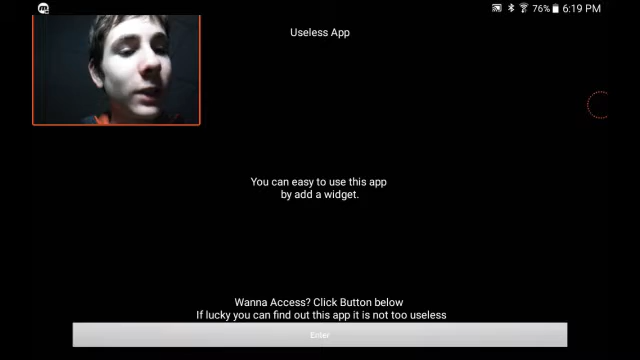 76% 6:19 PM
Useless App
You can easy to use this app
by add a widget.
Wanna Access? Click Button below
If lucky you can find out this app it is not too useless
Enter